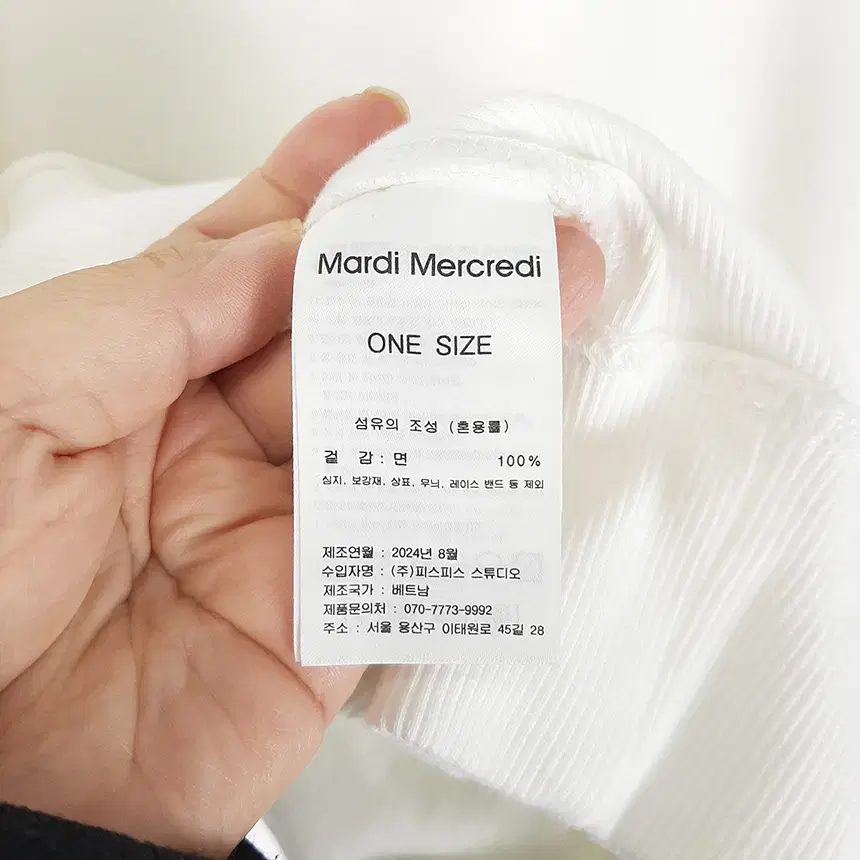 Mardi Mercredi
ONE SIZE
섬유의 조성 (혼용률)
겉 감 : 면 100%
심지, 보강재, 상표, 무늬, 레이스 밴드 등 제외
제조연월 : 2024년 8월
수입자명 : (주)피스피스 스튜디오
제조국가 : 베트남
제품문의처 : 070-7773-9992
주소 : 서울 용산구 이태원로 45길 28